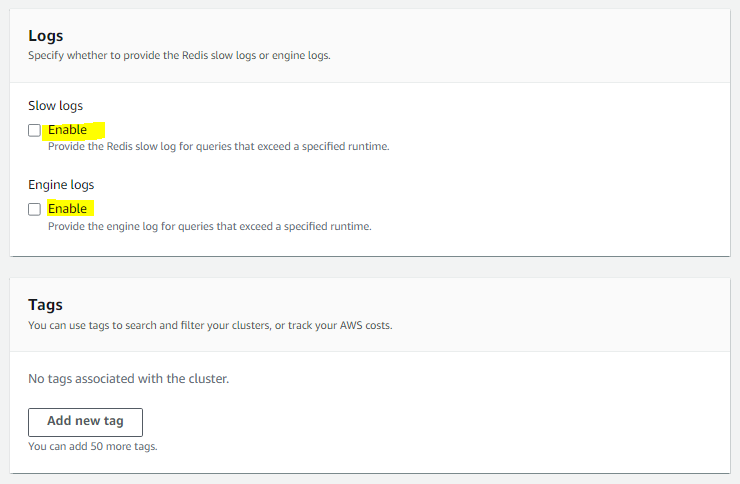 Logs
Specify whether to provide the Redis slow logs or engine logs.
Slow logs
Enable
Provide the Redis slow log for queries that exceed a specified runtime.
Engine logs
Enable
Provide the engine log for queries that exceed a specified runtime.
Tags
You can use tags to search and filter your clusters, or track your AWS costs.
No tags associated with the cluster.
Add new tag
You can add 50 more tags.